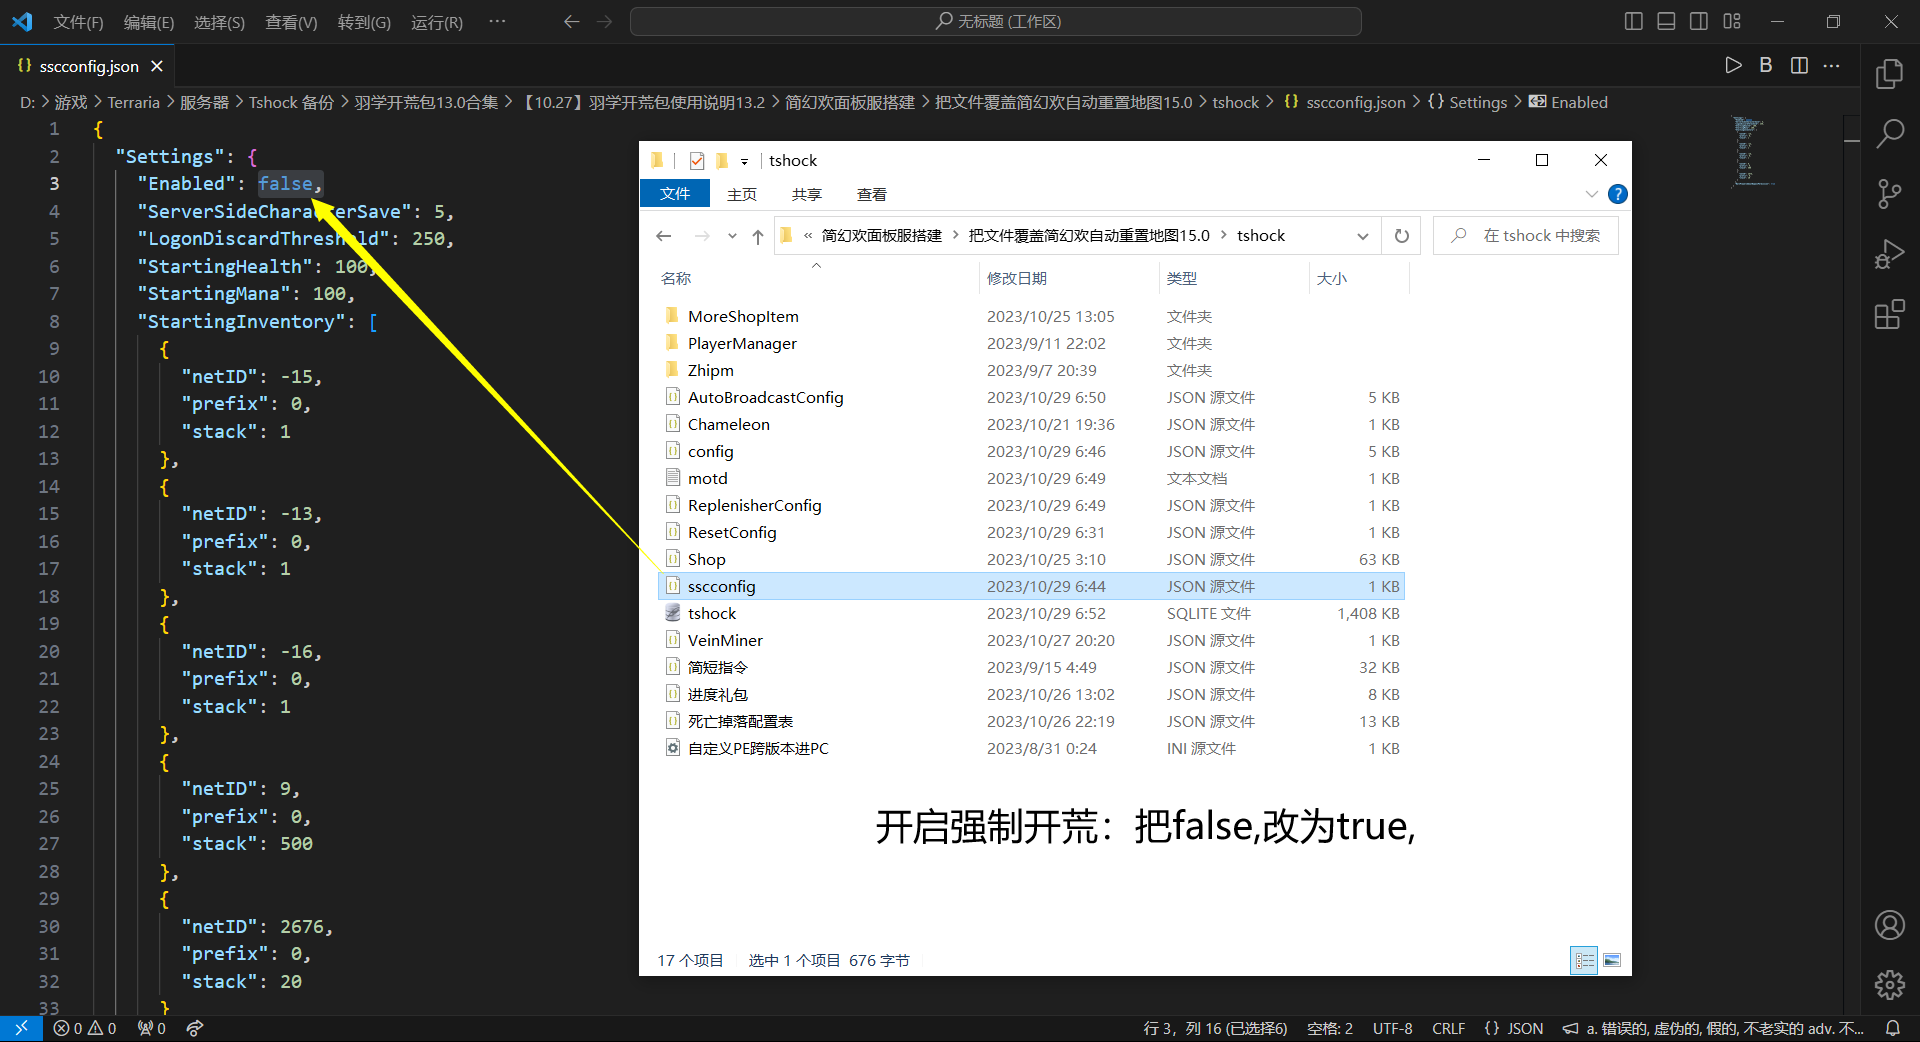 文件(F) 编辑(E) 选择(S) 查看(V) 转到(G) 运行(R) ··· 无标题 (工作区)
{} sscconfig.json
B
D: > 游戏 > Terraria > 服务器 > Tshock 备份 > 羽学开荒包13.0合集 > 【10.27】羽学开荒包使用说明13.2 > 简幻欢面板服搭建 > 把文件覆盖简幻欢自动重置地图15.0 > tshock > {} sscconfig.json > {} Settings > Enabled
1 {
2 "Settings": {
3 "Enabled": false,
4 "ServerSideCharacterSave": 5,
5 "LogonDiscardThreshold": 250,
6 "StartingHealth": 100,
7 "StartingMana": 100,
8 "StartingInventory": [
9 {
10 "netID": -15,
11 "prefix": 0,
12 "stack": 1
13 },
14 {
15 "netID": -13,
16 "prefix": 0,
17 "stack": 1
18 },
19 {
20 "netID": -16,
21 "prefix": 0,
22 "stack": 1
23 },
24 {
25 "netID": 9,
26 "prefix": 0,
27 "stack": 500
28 },
29 {
30 "netID": 2676,
31 "prefix": 0,
32 "stack": 20
33 }
tshock
文件 主页 共享 查看
« 简幻欢面板服搭建 > 把文件覆盖简幻欢自动重置地图15.0 > tshock
在 tshock 中搜索
名称 修改日期 类型 大小
MoreShopItem 2023/10/25 13:05 文件夹
PlayerManager 2023/9/11 22:02 文件夹
Zhipm 2023/9/7 20:39 文件夹
AutoBroadcastConfig 2023/10/29 6:50 JSON 源文件 5 KB
Chameleon 2023/10/21 19:36 JSON 源文件 1 KB
config 2023/10/29 6:46 JSON 源文件 5 KB
motd 2023/10/29 6:49 文本文档 1 KB
ReplenisherConfig 2023/10/29 6:49 JSON 源文件 1 KB
ResetConfig 2023/10/29 6:31 JSON 源文件 1 KB
Shop 2023/10/25 3:10 JSON 源文件 63 KB
sscconfig 2023/10/29 6:44 JSON 源文件 1 KB
tshock 2023/10/29 6:52 SQLITE 文件 1,408 KB
VeinMiner 2023/10/27 20:20 JSON 源文件 1 KB
简短指令 2023/9/15 4:49 JSON 源文件 32 KB
进度礼包 2023/10/26 13:02 JSON 源文件 8 KB
死亡掉落配置表 2023/10/26 22:19 JSON 源文件 13 KB
自定义PE跨版本进PC 2023/8/31 0:24 INI 源文件 1 KB
开启强制开荒：把false,改为true,
17 个项目 选中 1 个项目 676 字节
0 0 0 行 3，列 16 (已选择6) 空格: 2 UTF-8 CRLF {} JSON a. 错误的, 虚伪的, 假的, 不老实的 adv. 不...